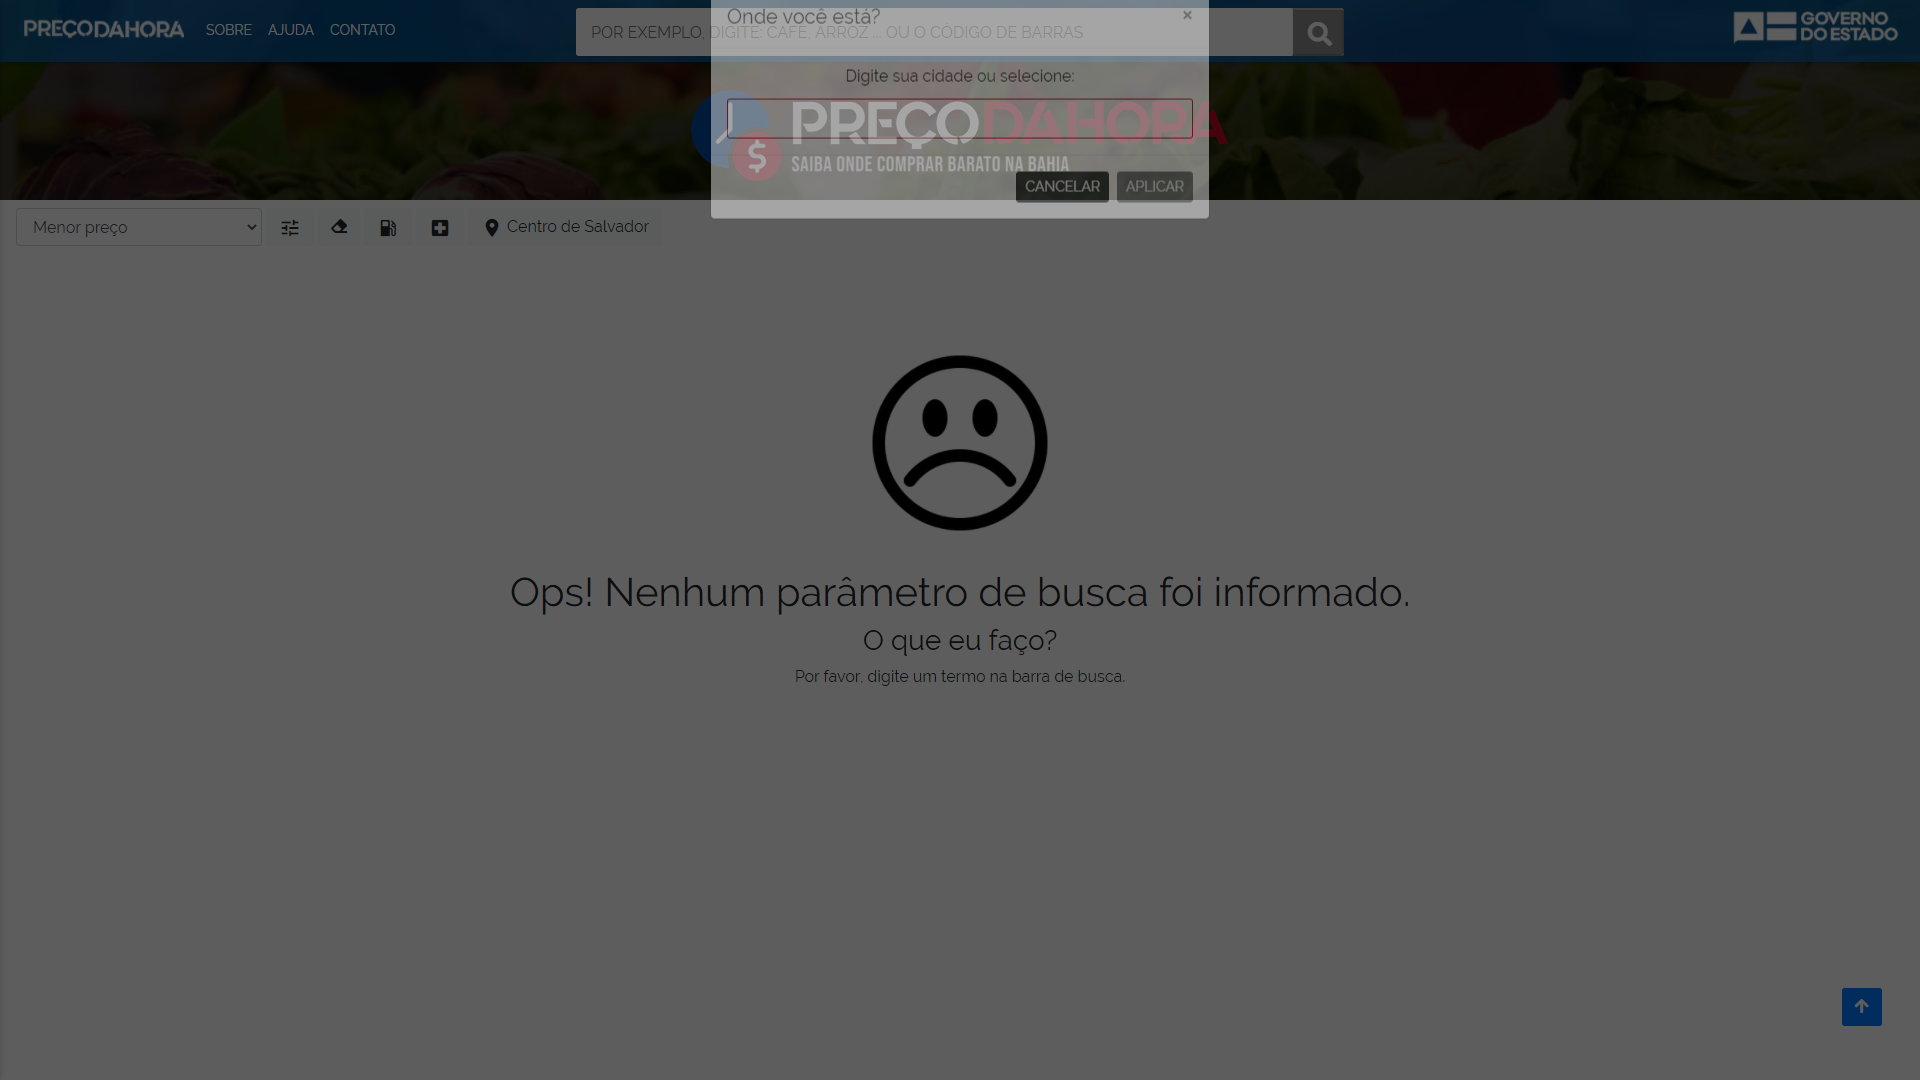 PREÇODAHORA SOBRE AJUDA CONTATO
POR EXEMPLO, DIGITE: CAFÉ, ARROZ ... OU O CÓDIGO DE BARRAS
GOVERNO
DO ESTADO
Onde você está? ×
Digite sua cidade ou selecione:
PREÇODAHORA
$
SAIBA ONDE COMPRAR BARATO NA BAHIA
CANCELAR APLICAR
Menor preço Centro de Salvador
Ops! Nenhum parâmetro de busca foi informado.
O que eu faço?
Por favor, digite um termo na barra de busca.